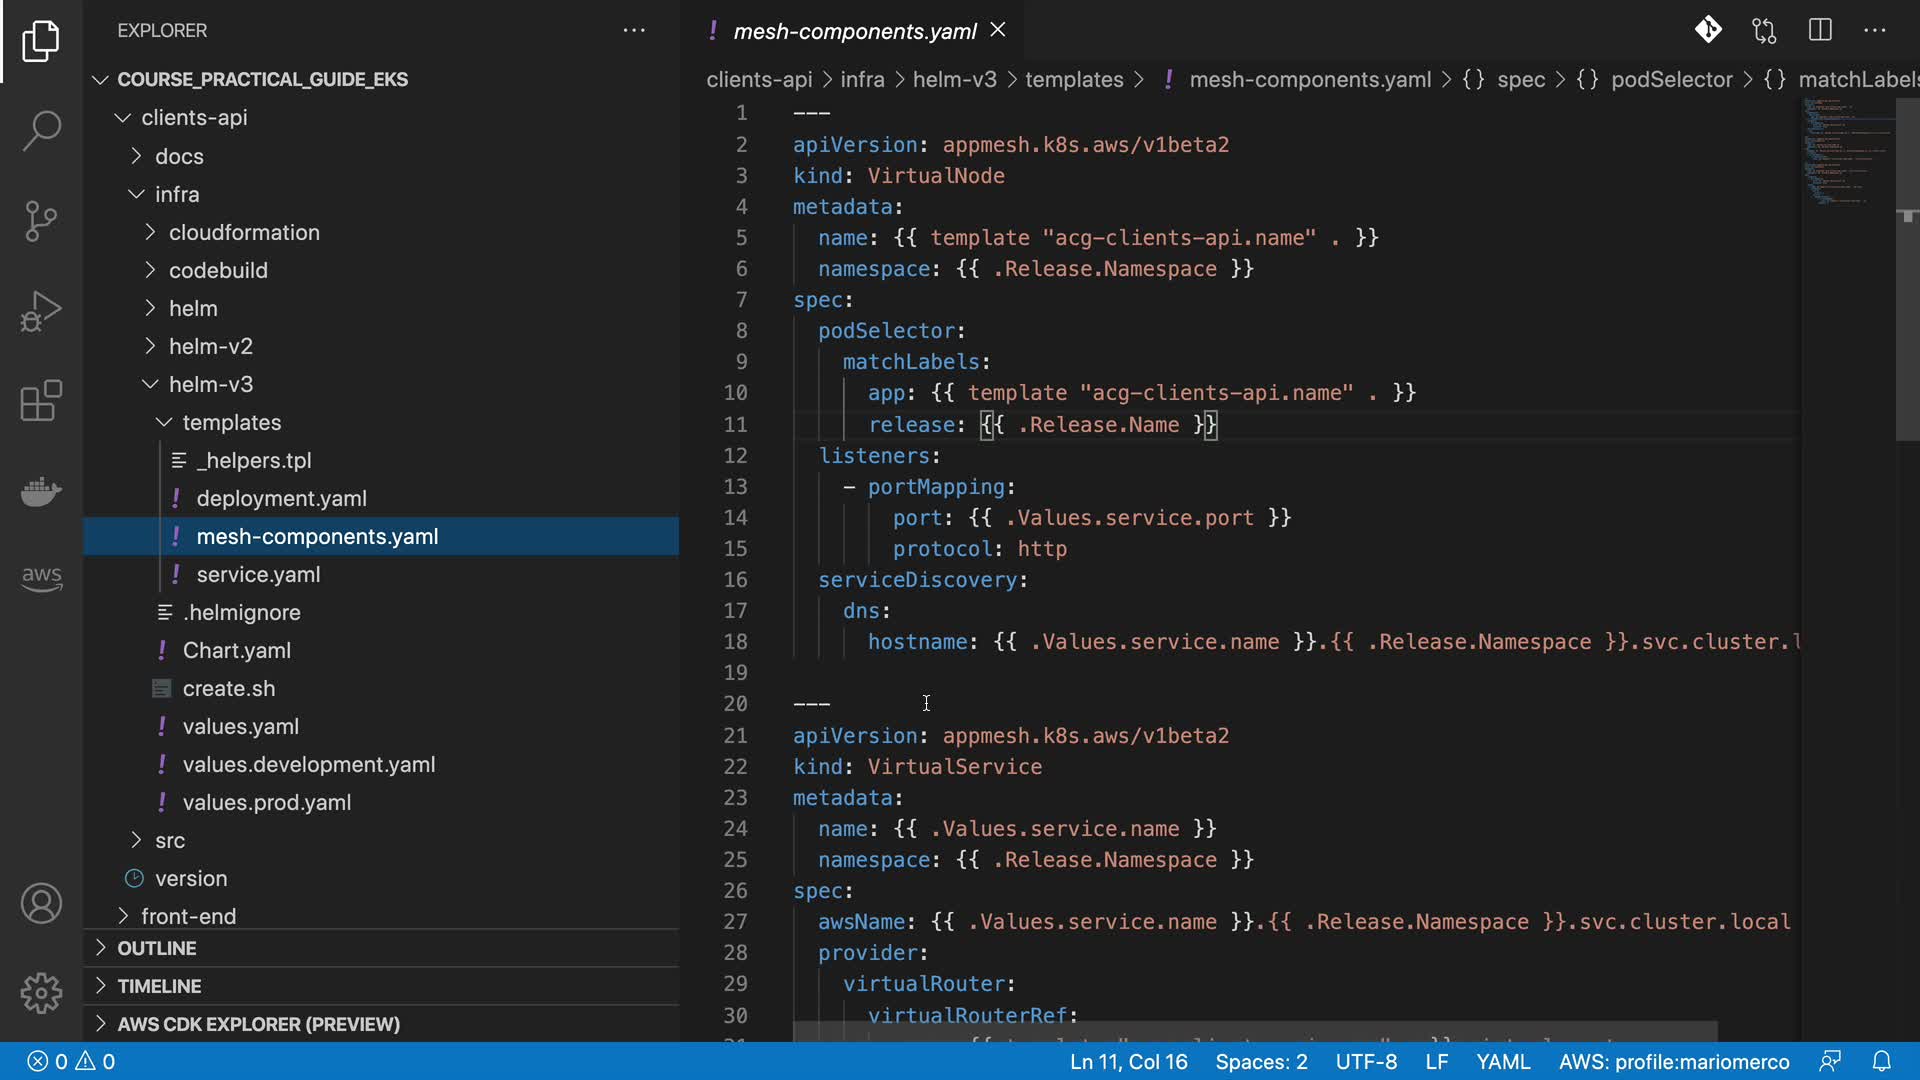 EXPLORER
COURSE_PRACTICAL_GUIDE_EKS
clients-api
docs
infra
cloudformation
codebuild
helm
helm-v2
helm-v3
templates
_helpers.tpl
deployment.yaml
mesh-components.yaml
service.yaml
.helmignore
Chart.yaml
create.sh
values.yaml
values.development.yaml
values.prod.yaml
src
version
front-end
OUTLINE
TIMELINE
AWS CDK EXPLORER (PREVIEW)
aws
! mesh-components.yaml
clients-api > infra > helm-v3 > templates > ! mesh-components.yaml > {} spec > {} podSelector > {} matchLabels
1 ---
2 apiVersion: appmesh.k8s.aws/v1beta2
3 kind: VirtualNode
4 metadata:
5 name: {{ template "acg-clients-api.name" . }}
6 namespace: {{ .Release.Namespace }}
7 spec:
8 podSelector:
9 matchLabels:
10 app: {{ template "acg-clients-api.name" . }}
11 release: {{ .Release.Name }}
12 listeners:
13 - portMapping:
14 port: {{ .Values.service.port }}
15 protocol: http
16 serviceDiscovery:
17 dns:
18 hostname: {{ .Values.service.name }}.{{ .Release.Namespace }}.svc.cluster.l
19
20 ---
21 apiVersion: appmesh.k8s.aws/v1beta2
22 kind: VirtualService
23 metadata:
24 name: {{ .Values.service.name }}
25 namespace: {{ .Release.Namespace }}
26 spec:
27 awsName: {{ .Values.service.name }}.{{ .Release.Namespace }}.svc.cluster.local
28 provider:
29 virtualRouter:
30 virtualRouterRef:
0 0
Ln 11, Col 16 Spaces: 2 UTF-8 LF YAML AWS: profile:mariomerco